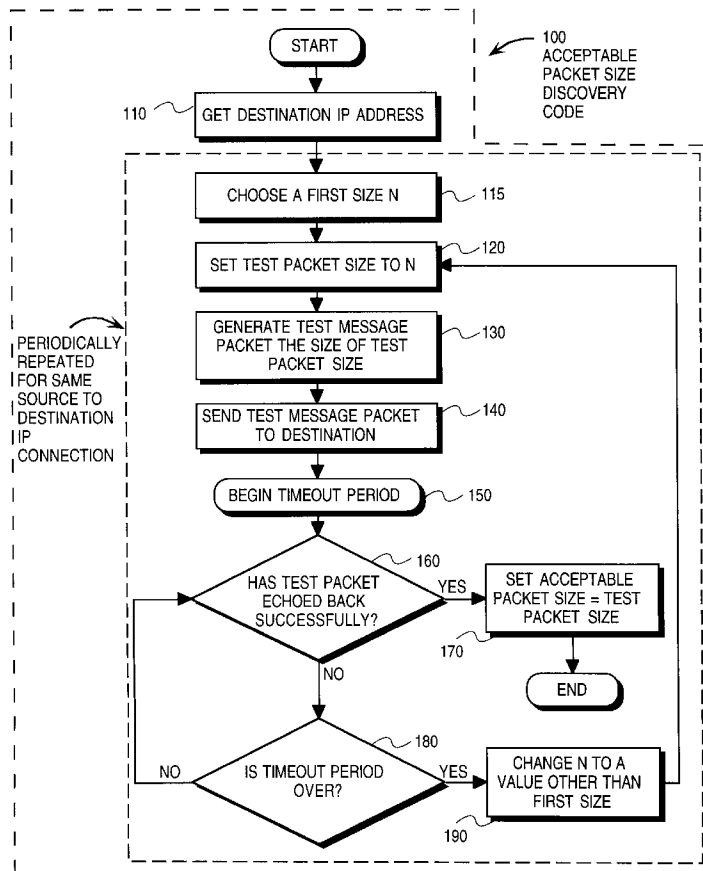 START
100
ACCEPTABLE
PACKET SIZE
DISCOVERY
CODE
110
GET DESTINATION IP ADDRESS
CHOOSE A FIRST SIZE N
115
SET TEST PACKET SIZE TO N
120
PERIODICALLY
REPEATED
FOR SAME
SOURCE TO
DESTINATION
IP
CONNECTION
GENERATE TEST MESSAGE
PACKET THE SIZE OF TEST
PACKET SIZE
130
SEND TEST MESSAGE PACKET
TO DESTINATION
140
BEGIN TIMEOUT PERIOD
150
160
HAS TEST PACKET
ECHOED BACK
SUCCESSFULLY?
YES
SET ACCEPTABLE
PACKET SIZE = TEST
PACKET SIZE
170
NO
END
180
IS TIMEOUT PERIOD
OVER?
NO
YES
CHANGE N TO A
VALUE OTHER THAN
FIRST SIZE
190